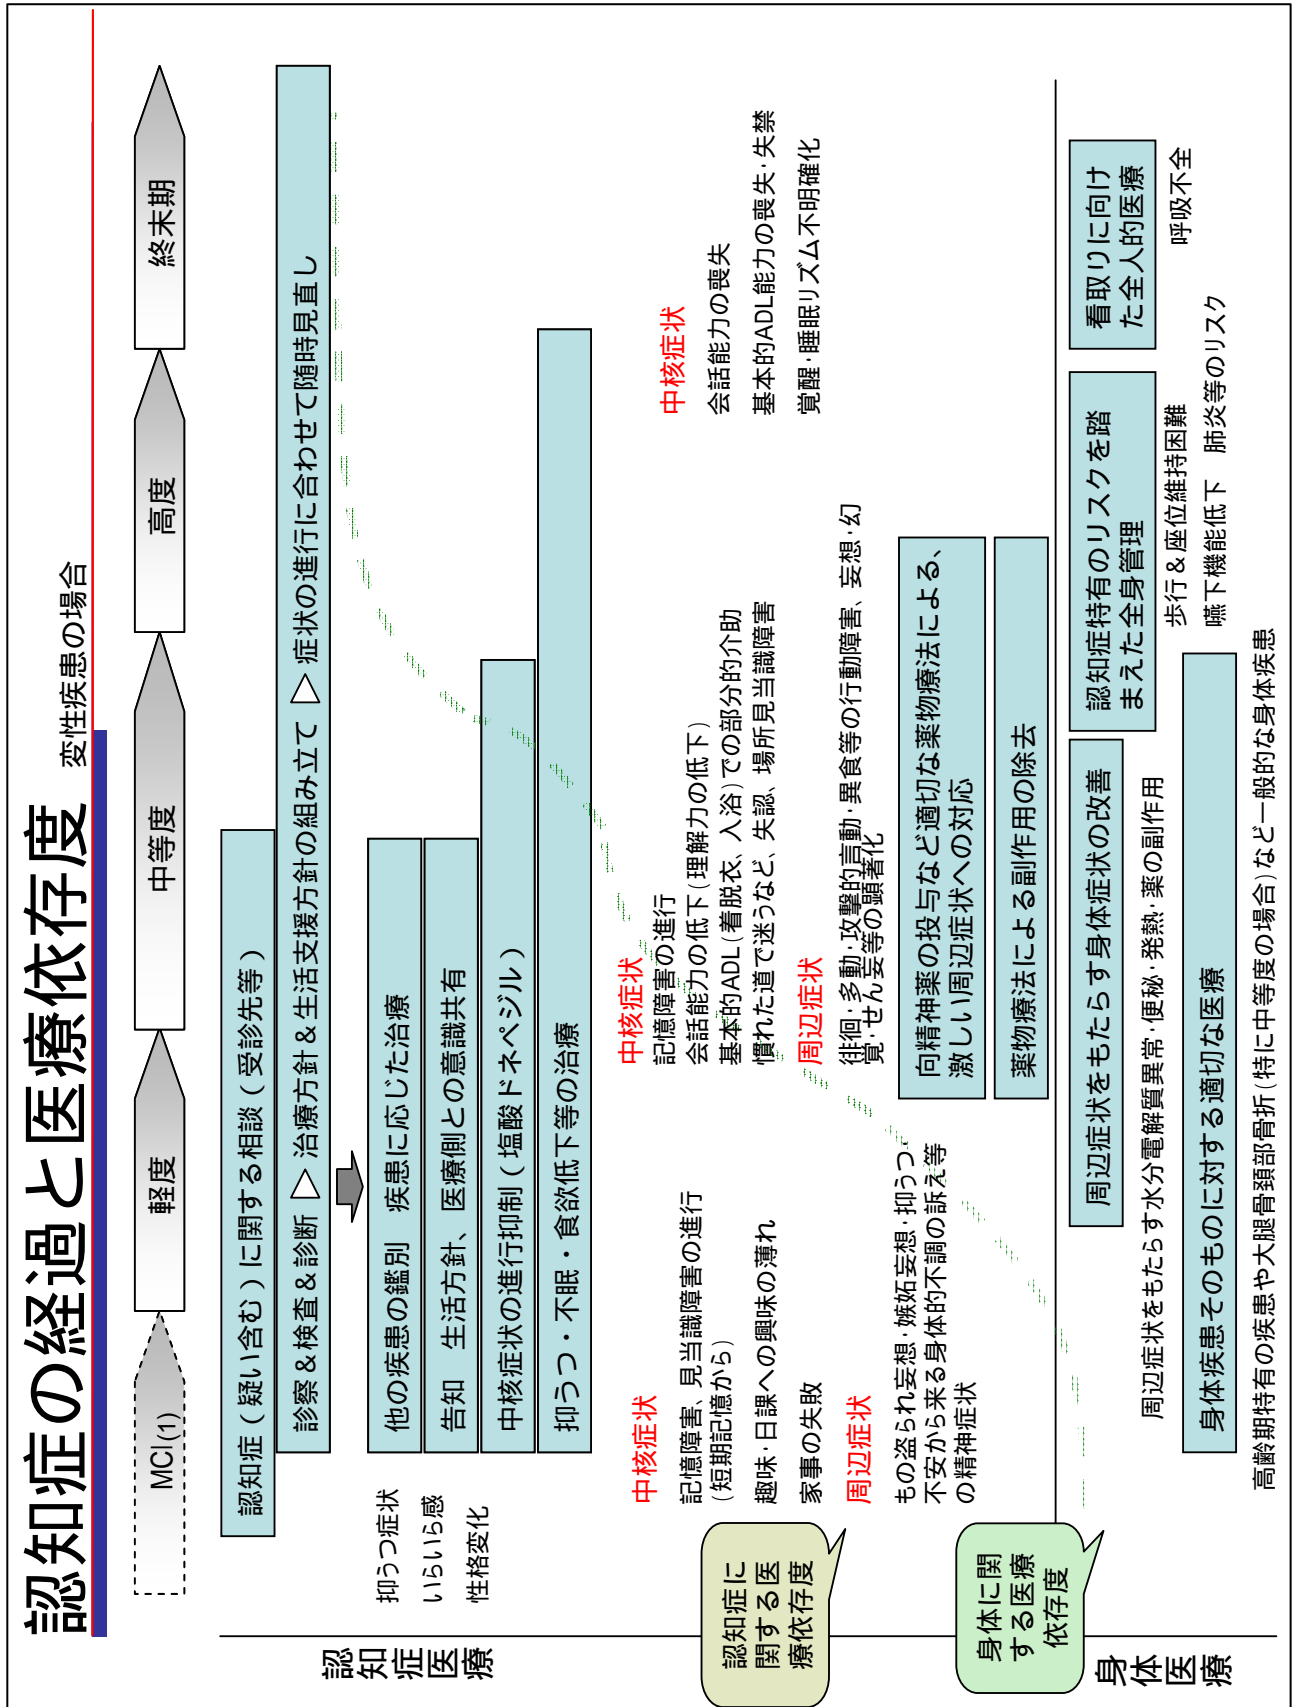 認知症の経過と医療依存度
変性疾患の場合
MCI(1)
軽度
中等度
高度
終末期
認知症医療
認知症(疑い含む)に関する相談(受診先等)
診察&検査&診断 ▷ 治療方針&生活支援方針の組み立て ▷ 症状の進行に合わせて随時見直し
抑うつ症状
いらいら感
性格変化
他の疾患の鑑別 疾患に応じた治療
告知 生活方針、医療側との意識共有
中核症状の進行抑制(塩酸ドネペジル)
抑うつ・不眠・食欲低下等の治療
中核症状
記憶障害、見当識障害の進行
(短期記憶から)
趣味・日課への興味の薄れ
家事の失敗
周辺症状
もの盗られ妄想・嫉妬妄想・抑うつ・
不安から来る身体的不調の訴え等
の精神症状
中核症状
記憶障害の進行
会話能力の低下(理解力の低下)
基本的ADL(着脱衣、入浴)での部分的介助
慣れた道で迷うなど、失認、場所見当識障害
周辺症状
徘徊・多動・攻撃的言動・異食等の行動障害、妄想・幻
覚・せん妄等の顕著化
中核症状
会話能力の喪失
基本的ADL能力の喪失・失禁
覚醒・睡眠リズム不明確化
向精神薬の投与など適切な薬物療法による、
激しい周辺症状への対応
薬物療法による副作用の除去
認知症に
関する医
療依存度
身体に関
する医療
依存度
身体医療
周辺症状をもたらす身体症状の改善
周辺症状をもたらす水分電解質異常・便秘・発熱・薬の副作用
認知症特有のリスクを踏
まえた全身管理
歩行&座位維持困難
嚥下機能低下 肺炎等のリスク
看取りに向け
た全人的医療
呼吸不全
身体疾患そのものに対する適切な医療
高齢期特有の疾患や大腿骨頚部骨折(特に中等度の場合)など一般的な身体疾患